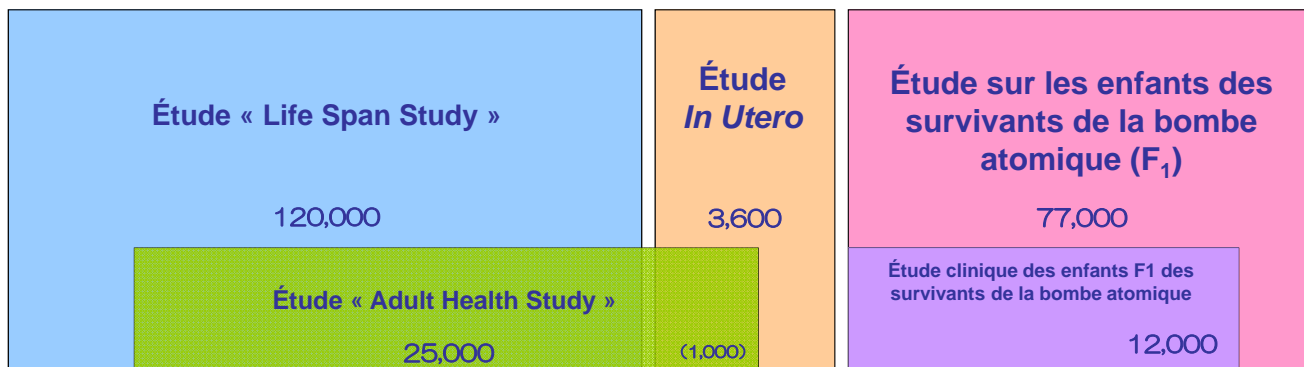 Étude « Life Span Study »
120,000
Étude
In Utero
3,600
Étude sur les enfants des
survivants de la bombe
atomique (F₁)
77,000
Étude « Adult Health Study »
25,000
(1,000)
Étude clinique des enfants F1 des
survivants de la bombe atomique
12,000